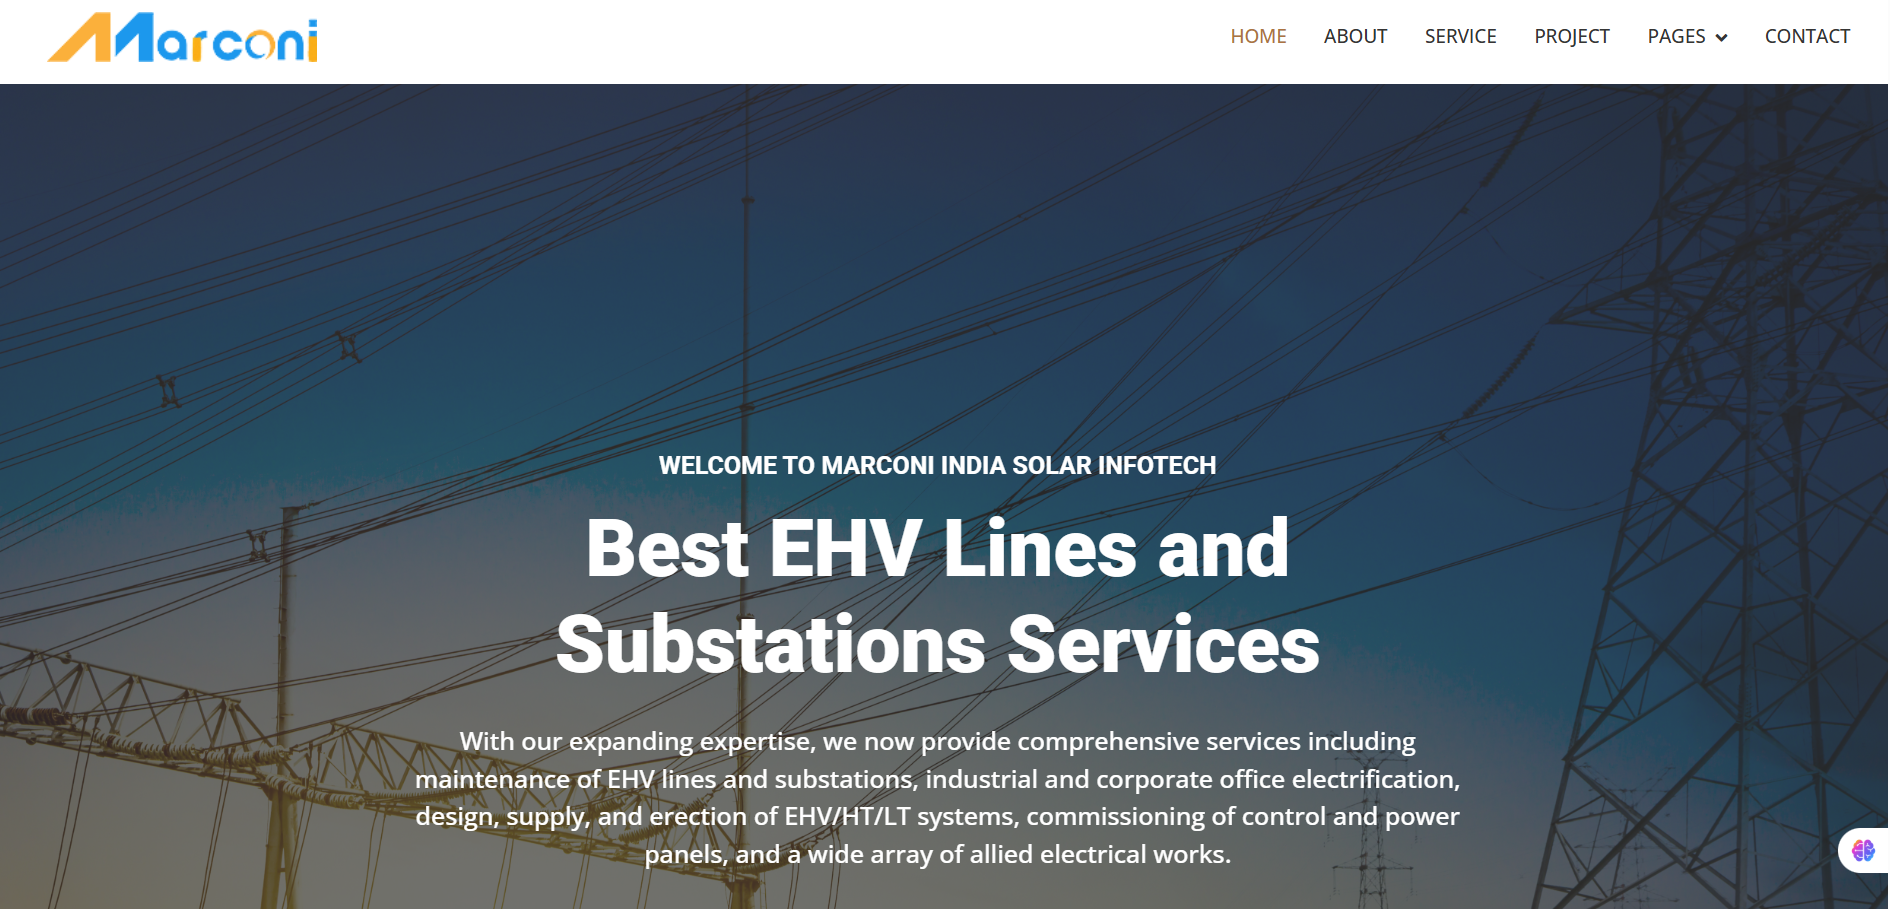 Marconi
HOME ABOUT SERVICE PROJECT PAGES CONTACT
WELCOME TO MARCONI INDIA SOLAR INFOTECH
Best EHV Lines and
Substations Services
With our expanding expertise, we now provide comprehensive services including
maintenance of EHV lines and substations, industrial and corporate office electrification,
design, supply, and erection of EHV/HT/LT systems, commissioning of control and power
panels, and a wide array of allied electrical works.